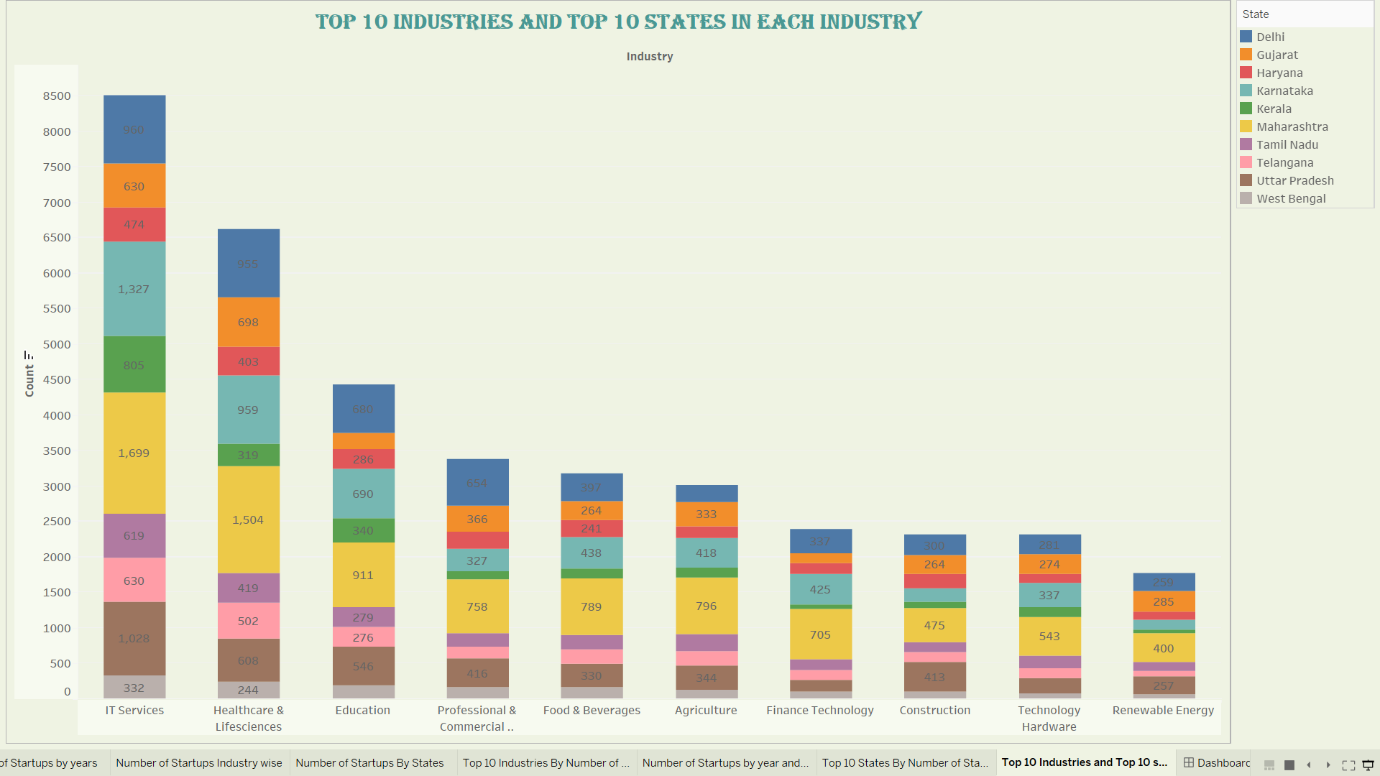 TOP 10 INDUSTRIES AND TOP 10 STATES IN EACH INDUSTRY
Industry
State
Delhi
Gujarat
Haryana
Karnataka
Kerala
Maharashtra
Tamil Nadu
Telangana
Uttar Pradesh
West Bengal
Count
8500
8000
7500
7000
6500
6000
5500
5000
4500
4000
3500
3000
2500
2000
1500
1000
500
0
630
474
1,327
805
1,699
619
630
1,028
332
955
698
403
959
319
1,504
419
502
608
244
286
690
340
911
279
276
546
654
366
327
758
416
397
264
241
438
789
330
333
418
796
344
337
425
705
300
264
475
413
281
274
337
543
259
285
400
257
IT Services
Healthcare &
Lifesciences
Education
Professional &
Commercial ..
Food & Beverages
Agriculture
Finance Technology
Construction
Technology
Hardware
Renewable Energy
of Startups by years
Number of Startups Industry wise
Number of Startups By States
Top 10 Industries By Number of ...
Number of Startups by year and...
Top 10 States By Number of Sta...
Top 10 Industries and Top 10 s...
Dashboard